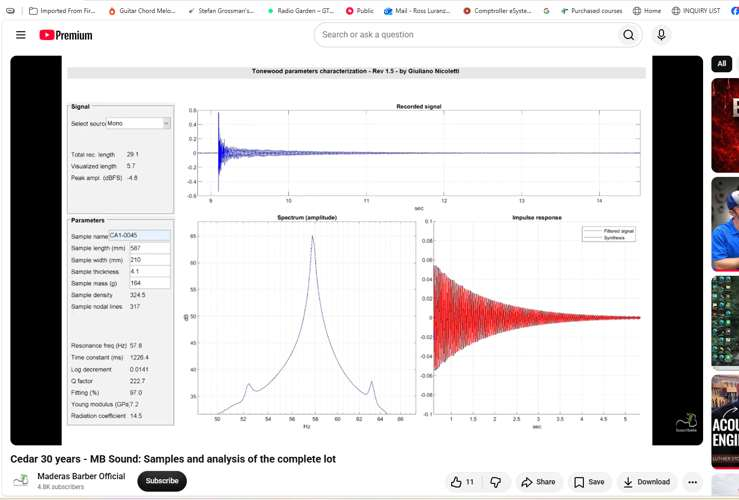 Imported From Fir...
Guitar Chord Melo...
Stefan Grossman's...
Radio Garden – GT...
Public
Mail - Ross Luranz...
Comptroller eSyste...
G
Purchased courses
Home
INQUIRY LIST
Premium
Search or ask a question
All
Tonewood parameters characterization - Rev 1.5 - by Giuliano Nicoletti
Signal
Select sourc Mono
Total rec. length 29.1
Visualized length 5.7
Peak ampl. (dBFS) -4.8
Recorded signal
0.6
0.4
0.2
0
-0.2
-0.4
-0.6
9 10 11 12 13 14
sec
Parameters
Sample name CA1-0045
Sample length (mm) 587
Sample width (mm) 210
Sample thickness 4.1
Sample mass (g) 164
Sample density 324.5
Sample nodal lines 317
Resonance freq (Hz) 57.8
Time constant (ms) 1226.4
Log decrement 0.0141
Q factor 222.7
Fitting (%) 97.0
Young modulus (GPa 7.2
Radiation coefficient 14.5
Spectrum (amplitude)
65
60
55
50
45
40
35
dB
50 52 54 56 58 60 62 64 66
Hz
Impulse response
Filtered signal
Synthesis
0.1
0.08
0.06
0.04
0.02
0
-0.02
-0.04
-0.06
-0.08
-0.1
1 1.5 2 2.5 3 3.5 4 4.5 5
sec
Subscribete
ACOU
ENGINE
LUTHIER STO
Cedar 30 years - MB Sound: Samples and analysis of the complete lot
Maderas Barber Official
4.8K subscribers
Subscribe
11
Share
Save
Download